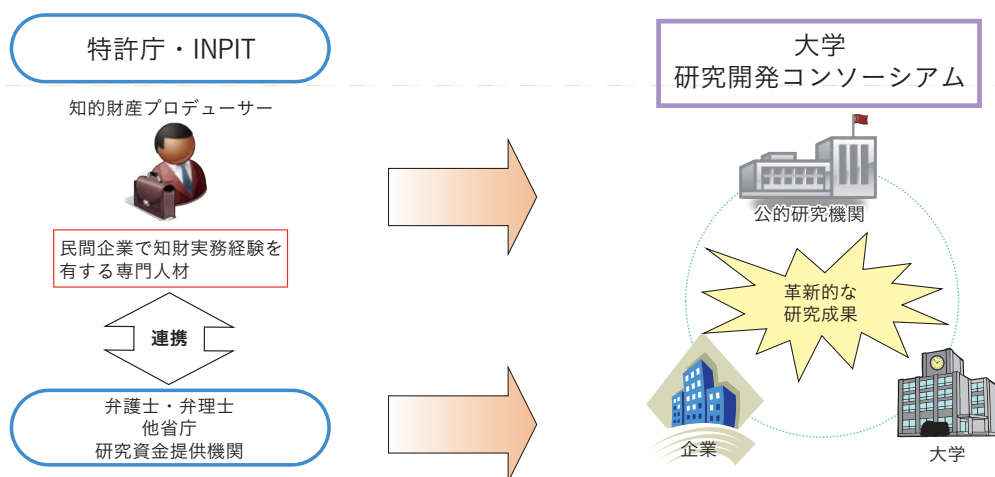 特許庁・INPIT
知的財産プロデューサー
民間企業で知財実務経験を
有する専門人材
連携
弁護士・弁理士
他省庁
研究資金提供機関
大学
研究開発コンソーシアム
公的研究機関
革新的な
研究成果
企業
大学